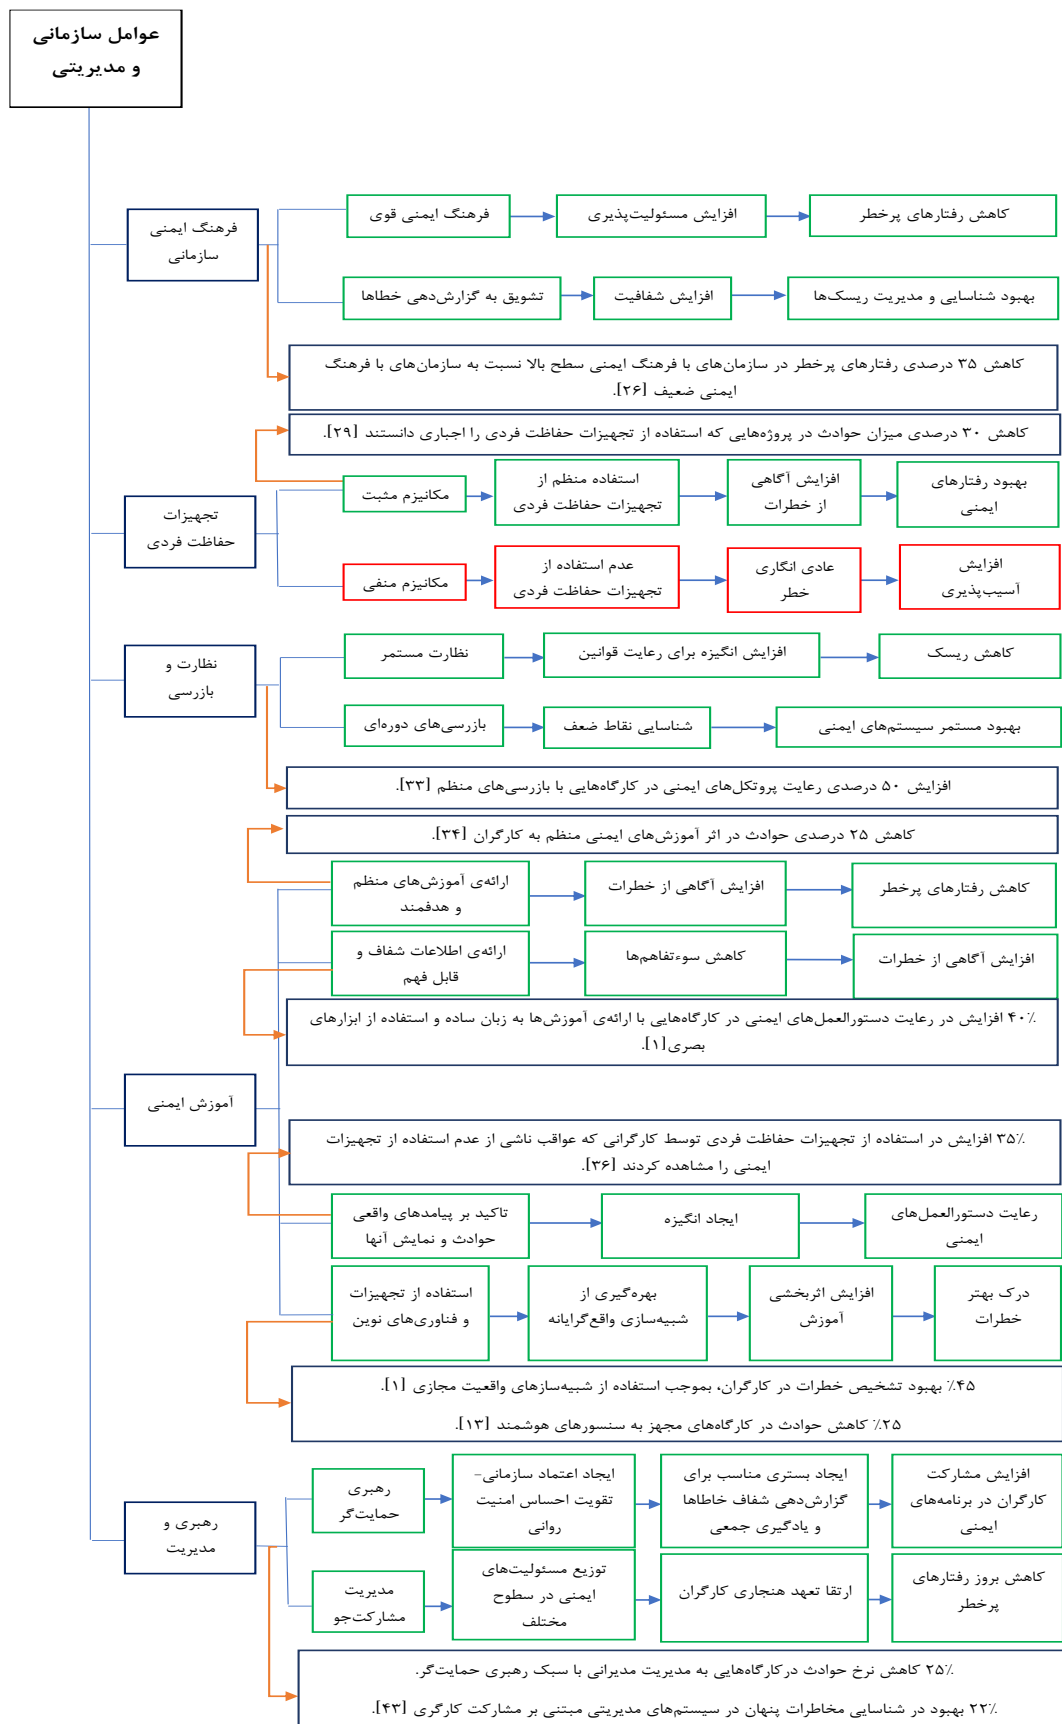 عوامل سازمانی
و مدیریتی
فرهنگ ایمنی
سازمانی
فرهنگ ایمنی قوی
افزایش مسئولیت‌پذیری
کاهش رفتارهای پرخطر
تشویق به گزارش‌دهی خطاها
افزایش شفافیت
بهبود شناسایی و مدیریت ریسک‌ها
کاهش ۳۵ درصدی رفتارهای پرخطر در سازمان‌های با فرهنگ ایمنی سطح بالا نسبت به سازمان‌های با فرهنگ
ایمنی ضعیف [۲۶].
کاهش ۳۰ درصدی میزان حوادث در پروژه‌هایی که استفاده از تجهیزات حفاظت فردی را اجباری دانستند [۲۹].
تجهیزات
حفاظت فردی
مکانیزم مثبت
استفاده منظم از
تجهیزات حفاظت فردی
افزایش آگاهی
از خطرات
بهبود رفتارهای
ایمنی
مکانیزم منفی
عدم استفاده از
تجهیزات حفاظت فردی
عادی انگاری
خطر
افزایش
آسیب‌پذیری
نظارت و
بازرسی
نظارت مستمر
افزایش انگیزه برای رعایت قوانین
کاهش ریسک
بازرسی‌های دوره‌ای
شناسایی نقاط ضعف
بهبود مستمر سیستم‌های ایمنی
افزایش ۵۰ درصدی رعایت پروتکل‌های ایمنی در کارگاه‌هایی با بازرسی‌های منظم [۳۳].
کاهش ۲۵ درصدی حوادث در اثر آموزش‌های ایمنی منظم به کارگران [۳۴].
آموزش ایمنی
ارائه‌ی آموزش‌های منظم
و هدفمند
افزایش آگاهی از خطرات
کاهش رفتارهای پرخطر
ارائه‌ی اطلاعات شفاف و
قابل فهم
کاهش سوءتفاهم‌ها
افزایش آگاهی از خطرات
۴۰٪ افزایش در رعایت دستورالعمل‌های ایمنی در کارگاه‌هایی با ارائه‌ی آموزش‌ها به زبان ساده و استفاده از ابزارهای
بصری[۱].
۳۵٪ افزایش در استفاده از تجهیزات حفاظت فردی توسط کارگرانی که عواقب ناشی از عدم استفاده از تجهیزات
ایمنی را مشاهده کردند [۳۶].
تاکید بر پیامدهای واقعی
حوادث و نمایش آنها
ایجاد انگیزه
رعایت دستورالعمل‌های
ایمنی
استفاده از تجهیزات
و فناوری‌های نوین
بهره‌گیری از
شبیه‌سازی واقع‌گرایانه
افزایش اثربخشی
آموزش
درک بهتر
خطرات
۴۵٪ بهبود تشخیص خطرات در کارگران، بموجب استفاده از شبیه‌سازهای واقعیت مجازی [۱].
۲۵٪ کاهش حوادث در کارگاه‌های مجهز به سنسورهای هوشمند [۱۳].
رهبری و
مدیریت
رهبری
حمایت‌گر
ایجاد اعتماد سازمانی-
تقویت احساس امنیت
روانی
ایجاد بستری مناسب برای
گزارش‌دهی شفاف خاطاها
و یادگیری جمعی
افزایش مشارکت
کارگران در برنامه‌های
ایمنی
مدیریت
مشارکت‌جو
توزیع مسئولیت‌های
ایمنی در سطوح
مختلف
ارتقا تعهد هنجاری کارگران
کاهش بروز رفتارهای
پرخطر
۲۵٪ کاهش نرخ حوادث درکارگاه‌هایی به مدیریت مدیرانی با سبک رهبری حمایت‌گر.
۲۲٪ بهبود در شناسایی مخاطرات پنهان در سیستم‌های مدیریتی مبتنی بر مشارکت کارگری [۴۳].